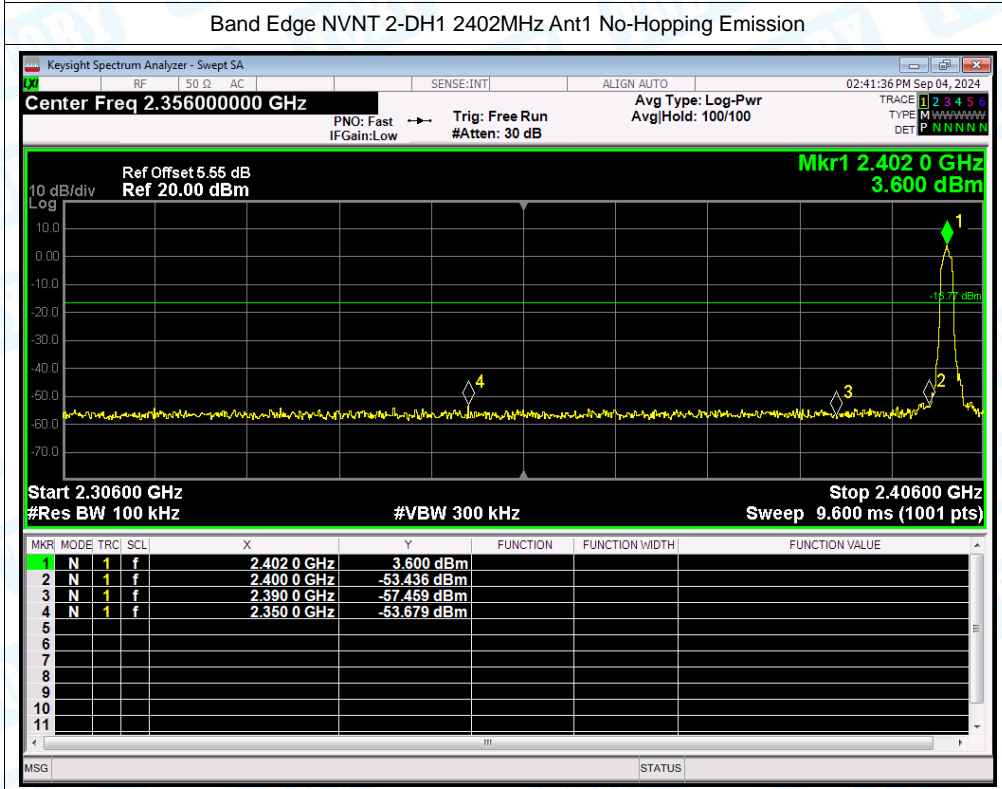 Band Edge NVNT 2-DH1 2402MHz Ant1 No-Hopping Emission
Keysight Spectrum Analyzer - Swept SA
LXI RF 50 Ω AC SENSE:INT ALIGN AUTO 02:41:36 PM Sep 04, 2024
Center Freq 2.356000000 GHz
PNO: Fast
IFGain:Low
Trig: Free Run
#Atten: 30 dB
Avg Type: Log-Pwr
Avg|Hold: 100/100
TRACE 1 2 3 4 5 6
TYPE M W W W W W
DET P N N N N N
Mkr1 2.402 0 GHz
3.600 dBm
Ref Offset 5.55 dB
10 dB/div Ref 20.00 dBm
Log
1
10.0
0.00
-10.0
-16.77 dBm
-20.0
-30.0
-40.0
4
2
3
-50.0
-60.0
-70.0
Start 2.30600 GHz Stop 2.40600 GHz
#Res BW 100 kHz #VBW 300 kHz Sweep 9.600 ms (1001 pts)
MKR MODE TRC SCL X Y FUNCTION FUNCTION WIDTH FUNCTION VALUE
1 N 1 f 2.402 0 GHz 3.600 dBm
2 N 1 f 2.400 0 GHz -53.436 dBm
3 N 1 f 2.390 0 GHz -57.459 dBm
4 N 1 f 2.350 0 GHz -53.679 dBm
5
6
7
8
9
10
11
MSG STATUS